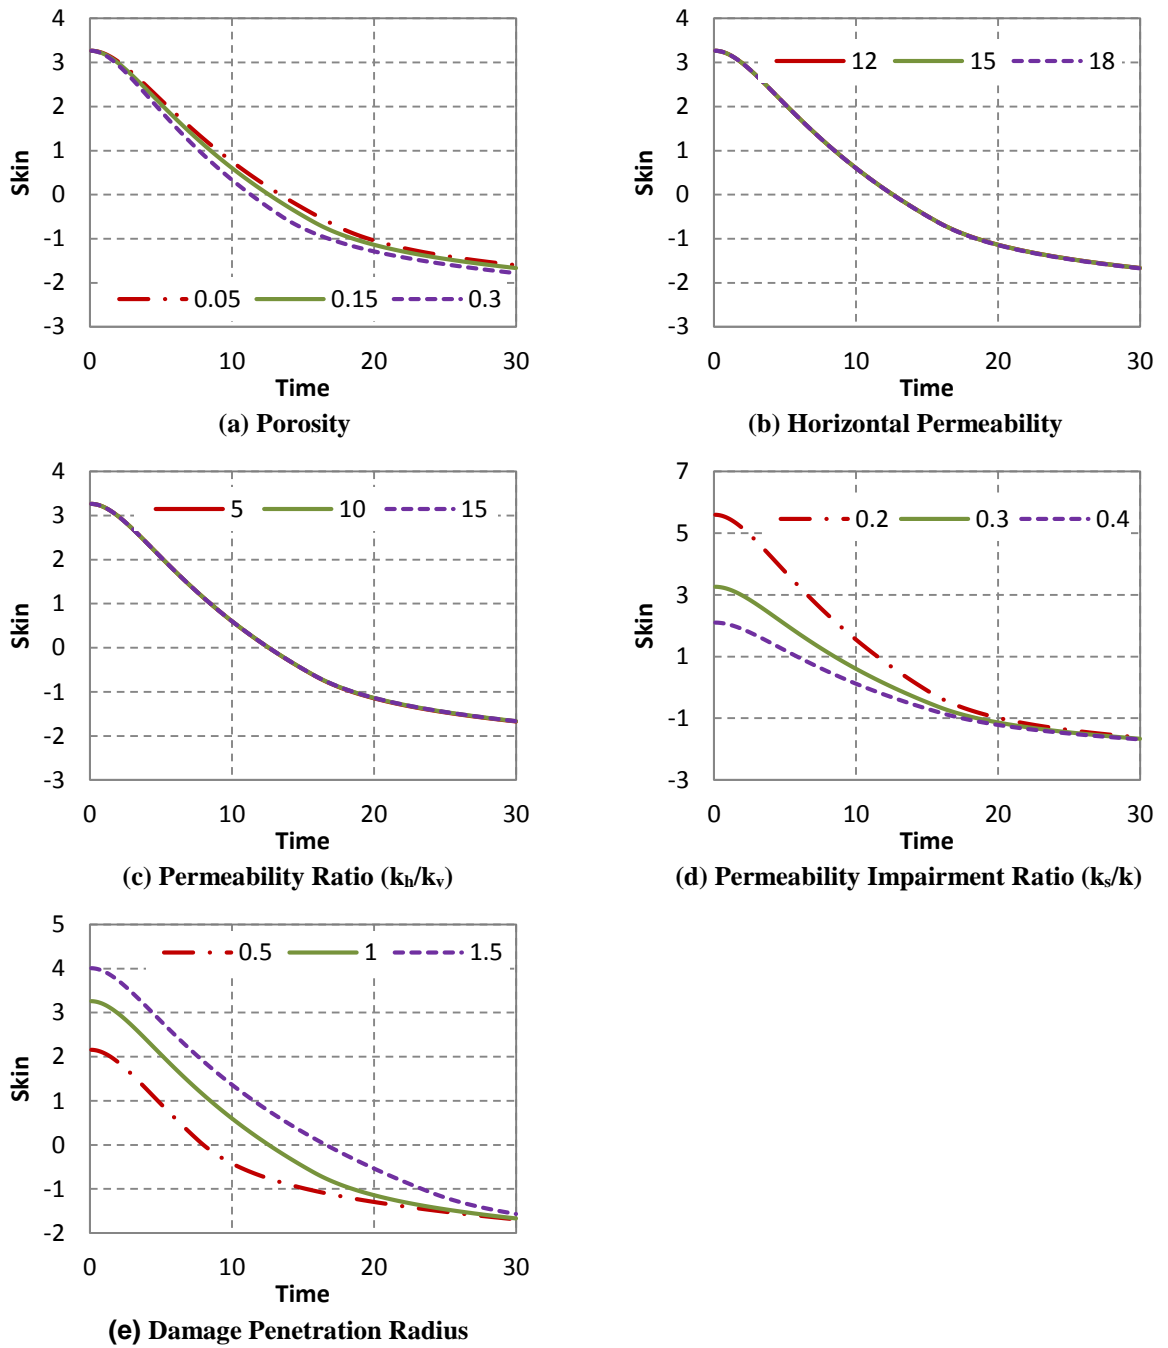 4
3
2
1
0
-1
-2
-3
Skin
0.05 0.15 0.3
0 10 20 30
Time
(a) Porosity
4
3
2
1
0
-1
-2
-3
Skin
12 15 18
0 10 20 30
Time
(b) Horizontal Permeability
4
3
2
1
0
-1
-2
-3
Skin
5 10 15
0 10 20 30
Time
(c) Permeability Ratio (kh/kv)
7
5
3
1
-1
-3
Skin
0.2 0.3 0.4
0 10 20 30
Time
(d) Permeability Impairment Ratio (ks/k)
5
4
3
2
1
0
-1
-2
Skin
0.5 1 1.5
0 10 20 30
Time
(e) Damage Penetration Radius